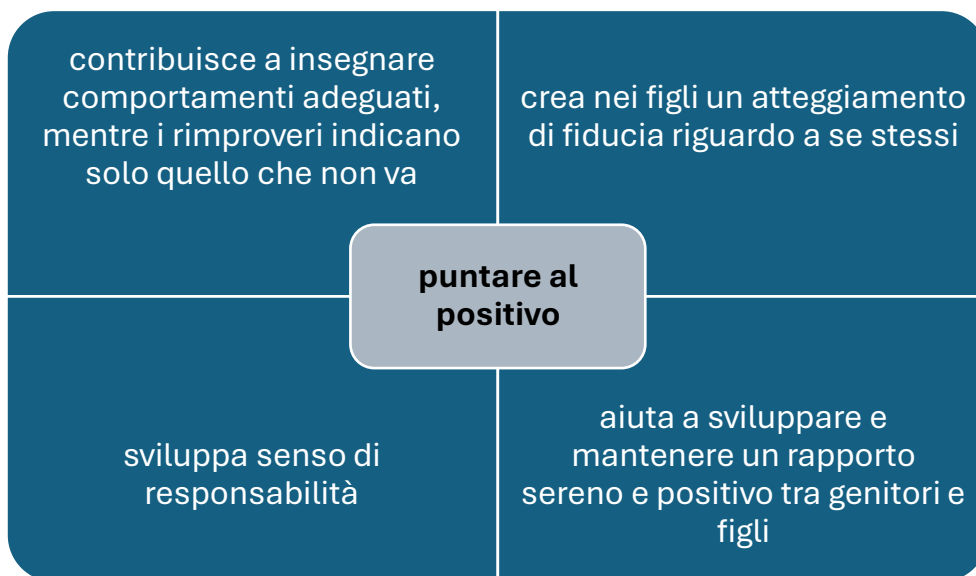 contribuisce a insegnare
comportamenti adeguati,
mentre i rimproveri indicano
solo quello che non va
crea nei figli un atteggiamento
di fiducia riguardo a se stessi
puntare al
positivo
sviluppa senso di
responsabilità
aiuta a sviluppare e
mantenere un rapporto
sereno e positivo tra genitori e
figli